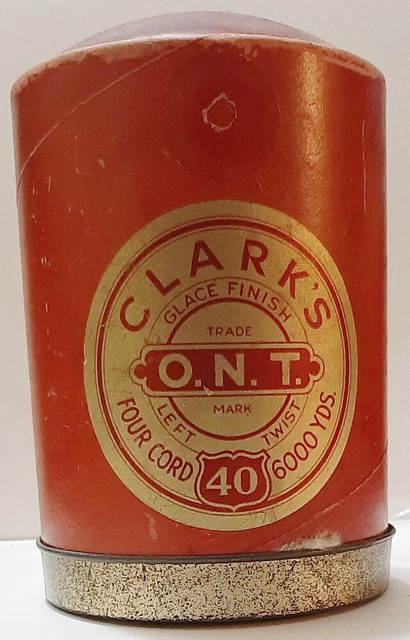 CLARK'S
GLACE FINISH
TRADE
O.N.T.
MARK
LEFT TWIST
FOUR CORD 6000 YDS.
40